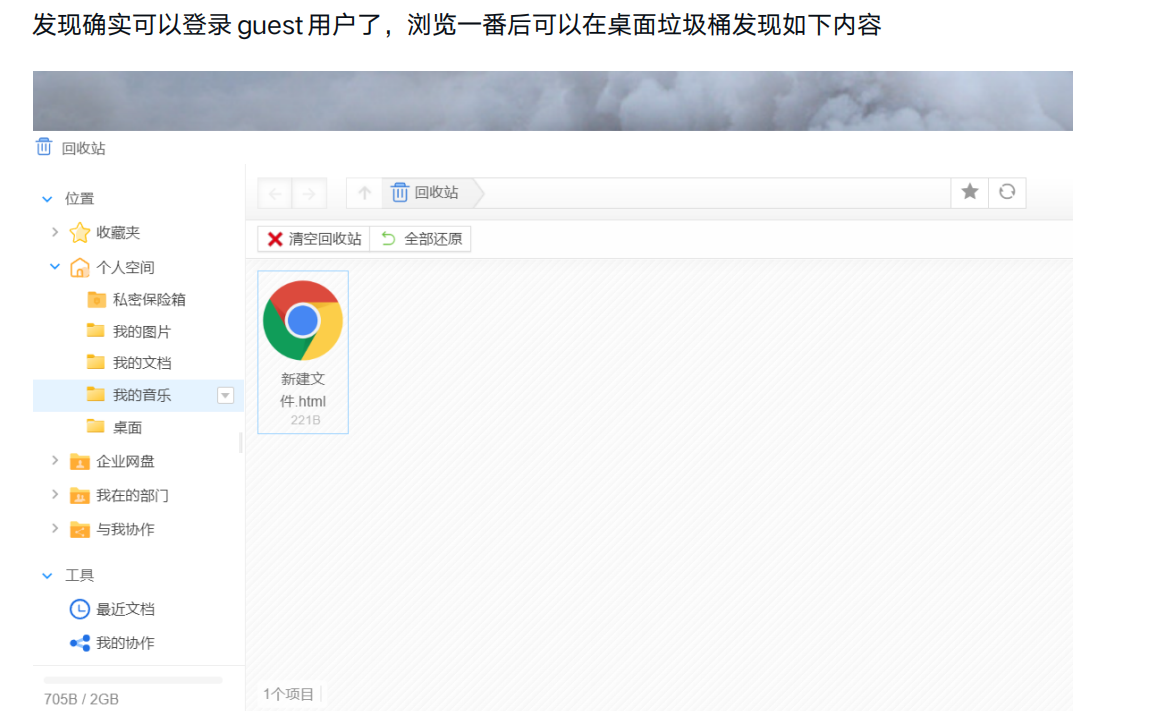 发现确实可以登录 guest 用户了，浏览一番后可以在桌面垃圾桶发现如下内容
回收站
位置
收藏夹
个人空间
私密保险箱
我的图片
我的文档
我的音乐
桌面
企业网盘
我在的部门
与我协作
工具
最近文档
我的协作
705B / 2GB
回收站
清空回收站
全部还原
新建文
件.html
221B
1个项目